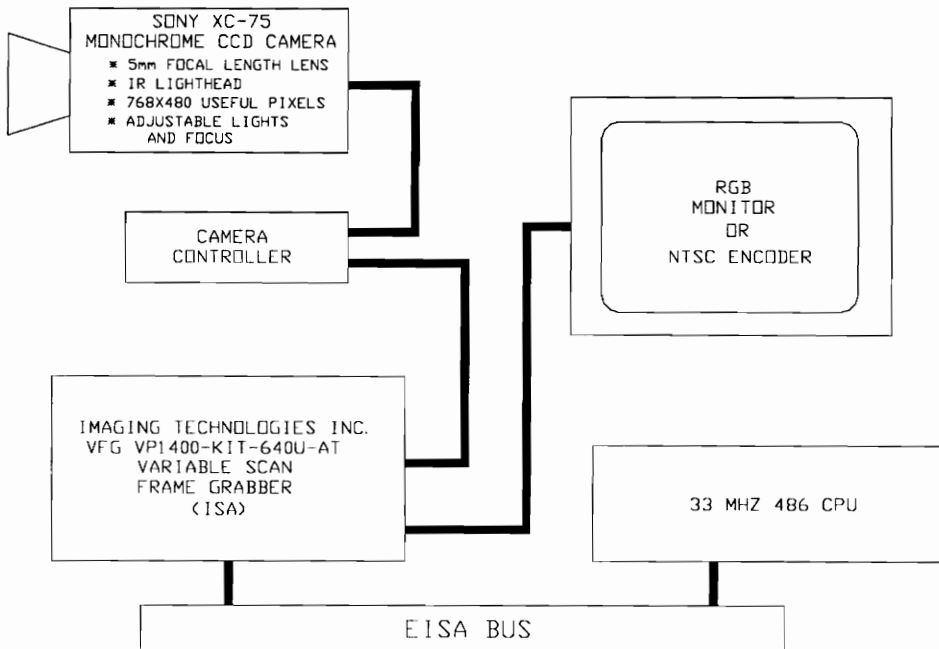 SONY XC-75
MONOCHROME CCD CAMERA
* 5mm FOCAL LENGTH LENS
* IR LIGHTHEAD
* 768X480 USEFUL PIXELS
* ADJUSTABLE LIGHTS
AND FOCUS
CAMERA
CONTROLLER
RGB
MONITOR
OR
NTSC ENCODER
IMAGING TECHNOLOGIES INC.
VFG VP1400-KIT-640U-AT
VARIABLE SCAN
FRAME GRABBER
(ISA)
33 MHZ 486 CPU
EISA BUS